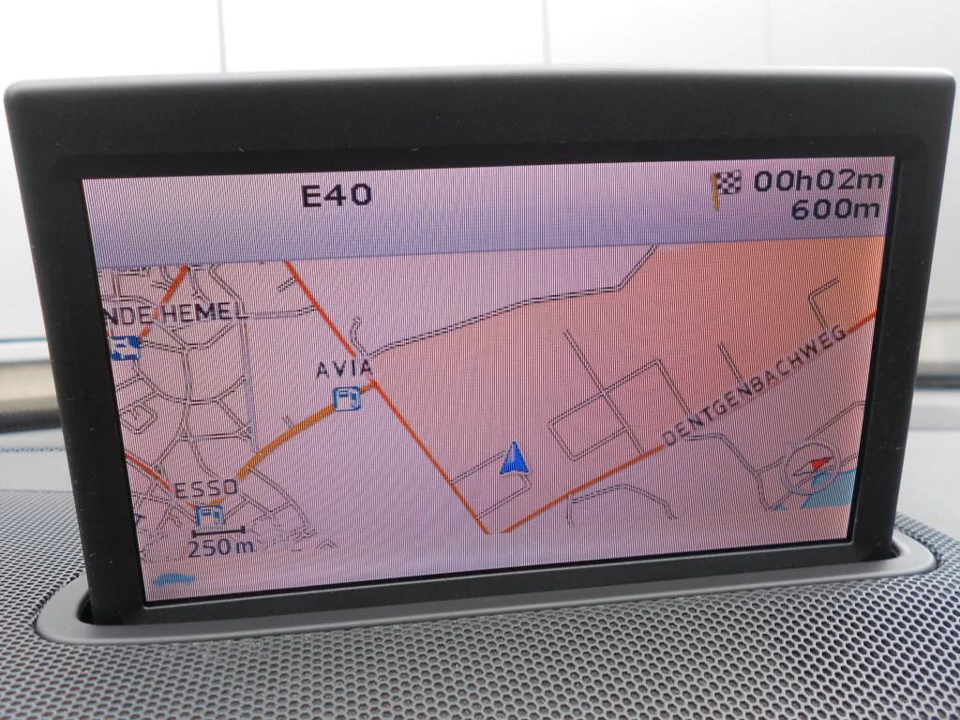 E40
00h02m
600m
NDE HEMEL
AVIA
DENTGENBACHWEG
ESSO
250m